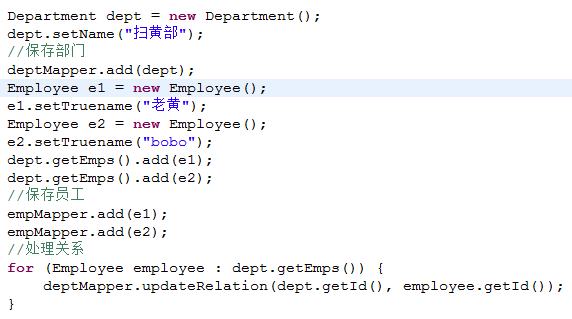 Department dept = new Department();
dept.setName("扫黄部");
//保存部门
deptMapper.add(dept);
Employee e1 = new Employee();
e1.setTruename("老黄");
Employee e2 = new Employee();
e2.setTruename("bobo");
dept.getEmps().add(e1);
dept.getEmps().add(e2);
//保存员工
empMapper.add(e1);
empMapper.add(e2);
//处理关系
for (Employee employee : dept.getEmps()) {
    deptMapper.updateRelation(dept.getId(), employee.getId());
}